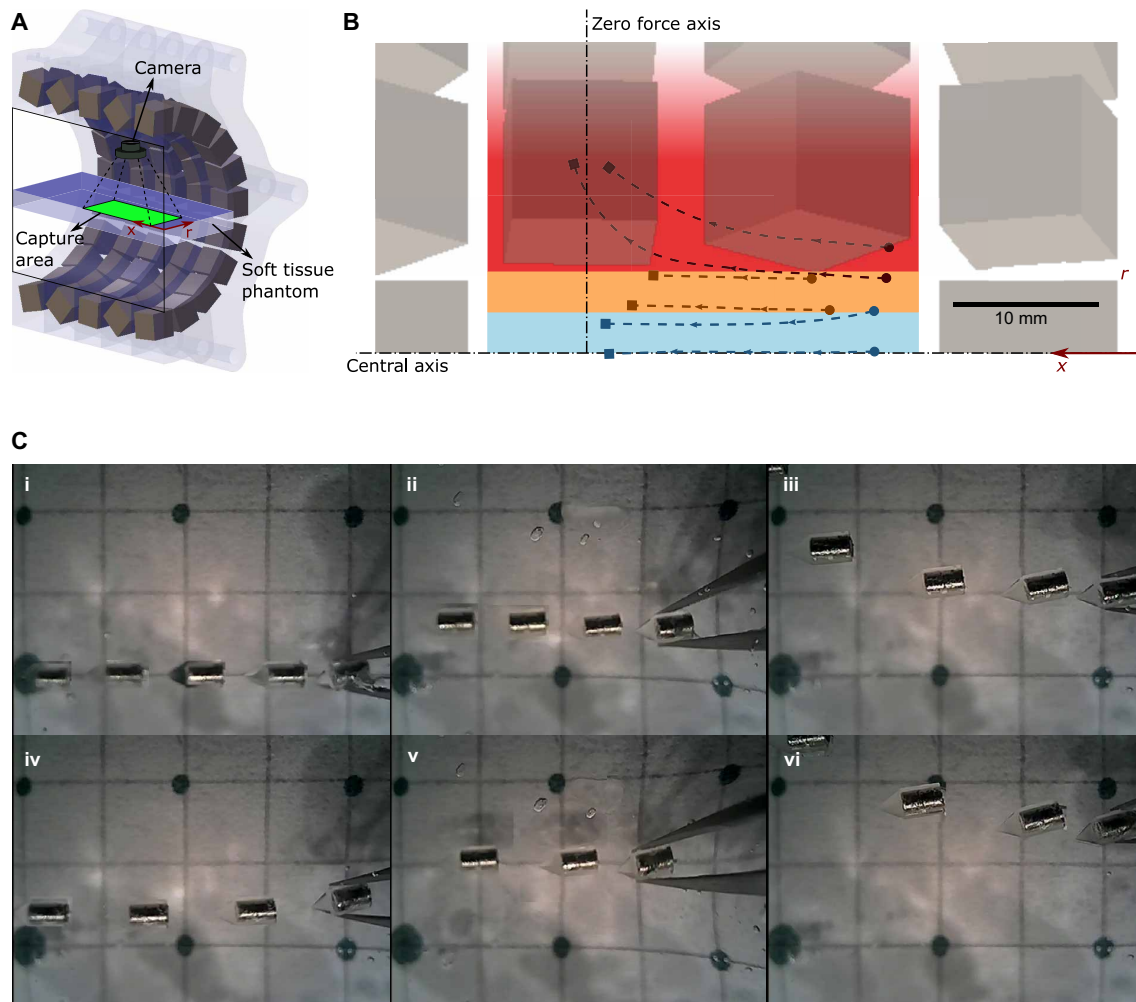 A
Camera
Capture
area
x
r
Soft tissue
phantom
B
Zero force axis
r
10 mm
Central axis
x
C
i
ii
iii
iv
v
vi